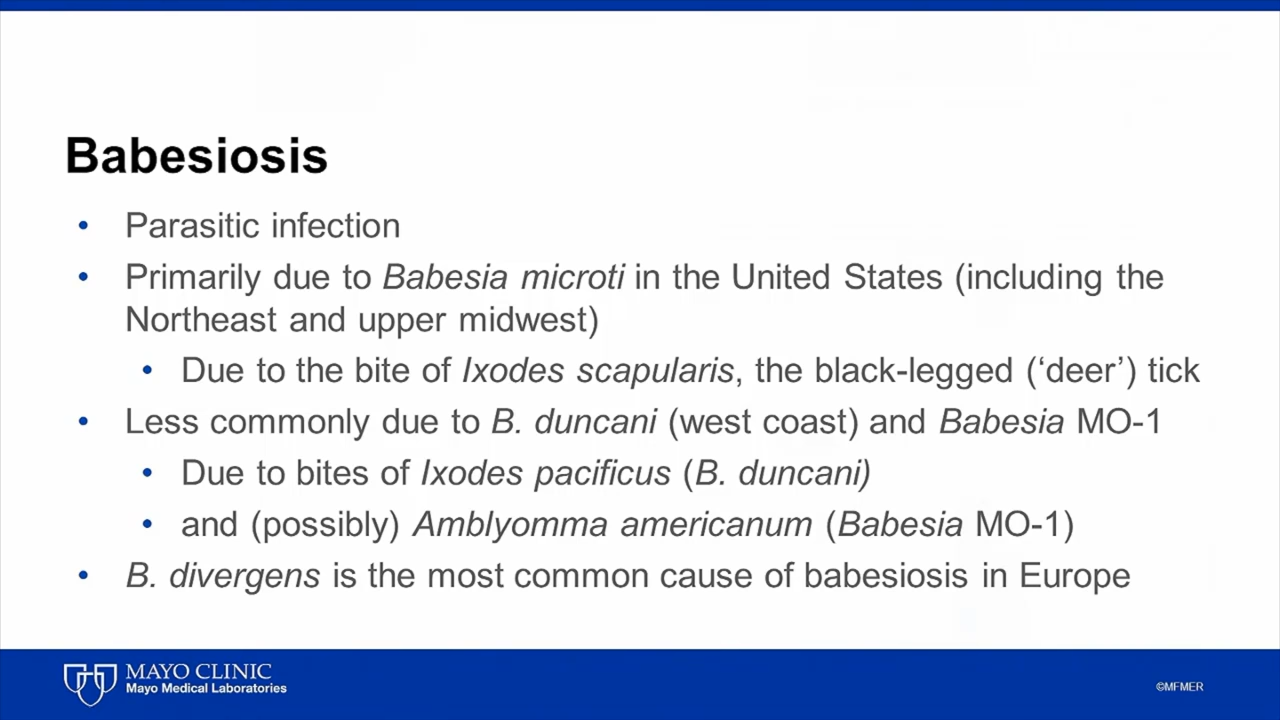 Babesiosis
• Parasitic infection
• Primarily due to Babesia microti in the United States (including the
Northeast and upper midwest)
• Due to the bite of Ixodes scapularis, the black-legged (‘deer’) tick
• Less commonly due to B. duncani (west coast) and Babesia MO-1
• Due to bites of Ixodes pacificus (B. duncani)
• and (possibly) Amblyomma americanum (Babesia MO-1)
• B. divergens is the most common cause of babesiosis in Europe
MAYO CLINIC
Mayo Medical Laboratories
©MFMER